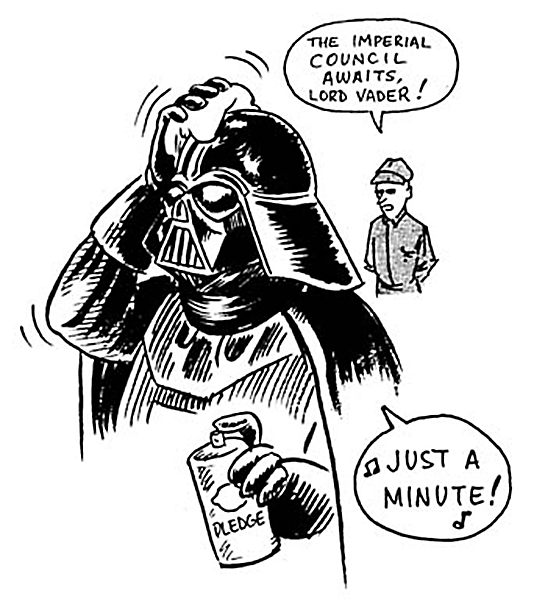 THE IMPERIAL
COUNCIL
AWAITS,
LORD VADER!
♫ JUST A
MINUTE!
♪
PLEDGE